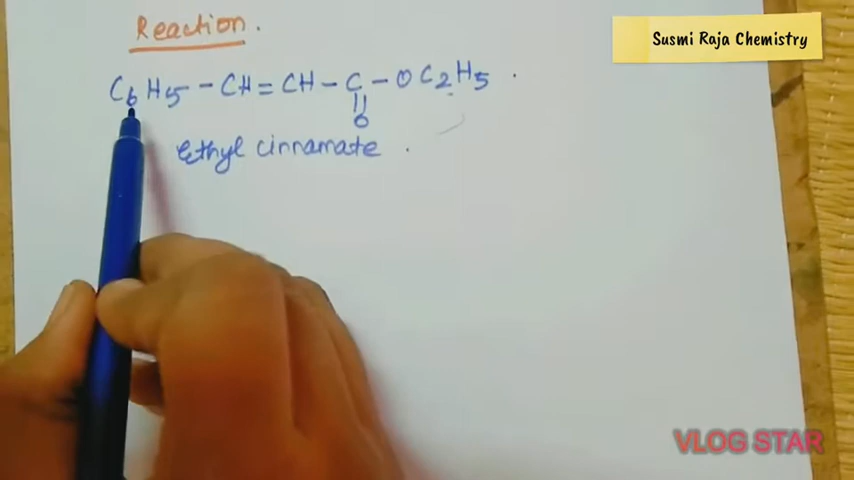 Reaction.
Susmi Raja Chemistry
C6H5-CH=CH-C-OC2H5.
||
O
Ethyl cinnamate.
VLOG STAR